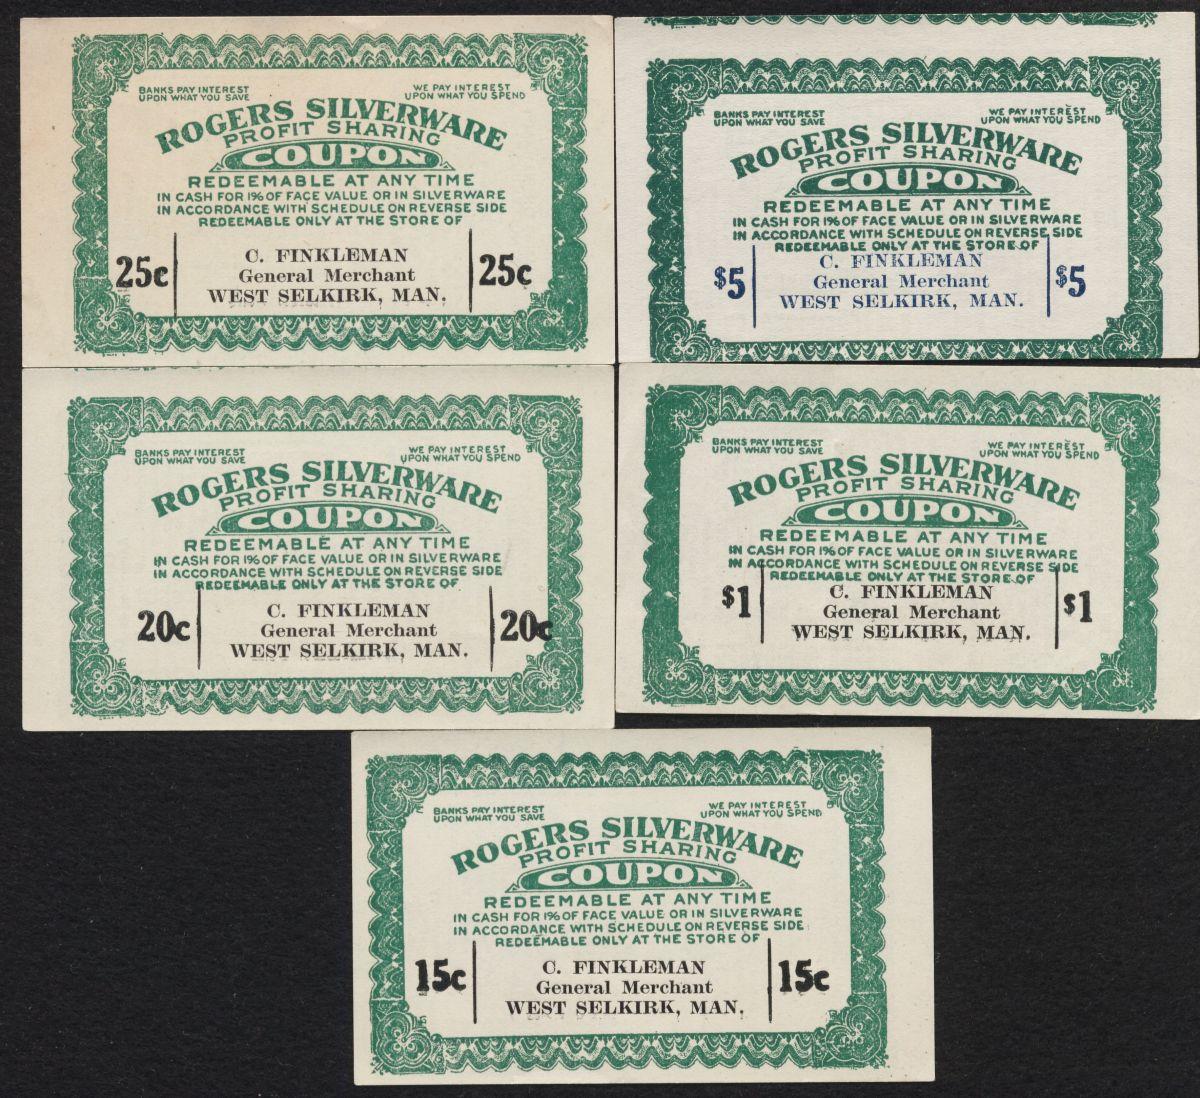 BANKS PAY INTEREST
UPON WHAT YOU SAVE
WE PAY INTEREST
UPON WHAT YOU SPEND
ROGERS SILVERWARE
PROFIT SHARING
COUPON
REDEEMABLE AT ANY TIME
IN CASH FOR 1% OF FACE VALUE OR IN SILVERWARE
IN ACCORDANCE WITH SCHEDULE ON REVERSE SIDE
REDEEMABLE ONLY AT THE STORE OF
25c
C. FINKLEMAN
General Merchant
WEST SELKIRK, MAN.
25c
BANKS PAY INTEREST
UPON WHAT YOU SAVE
WE PAY INTEREST
UPON WHAT YOU SPEND
ROGERS SILVERWARE
PROFIT SHARING
COUPON
REDEEMABLE AT ANY TIME
IN CASH FOR 1% OF FACE VALUE OR IN SILVERWARE
IN ACCORDANCE WITH SCHEDULE ON REVERSE SIDE
REDEEMABLE ONLY AT THE STORE OF
$5
C. FINKLEMAN
General Merchant
WEST SELKIRK, MAN.
$5
BANKS PAY INTEREST
UPON WHAT YOU SAVE
WE PAY INTEREST
UPON WHAT YOU SPEND
ROGERS SILVERWARE
PROFIT SHARING
COUPON
REDEEMABLE AT ANY TIME
IN CASH FOR 1% OF FACE VALUE OR IN SILVERWARE
IN ACCORDANCE WITH SCHEDULE ON REVERSE SIDE
REDEEMABLE ONLY AT THE STORE OF
20c
C. FINKLEMAN
General Merchant
WEST SELKIRK, MAN.
20c
BANKS PAY INTEREST
UPON WHAT YOU SAVE
WE PAY INTEREST
UPON WHAT YOU SPEND
ROGERS SILVERWARE
PROFIT SHARING
COUPON
REDEEMABLE AT ANY TIME
IN CASH FOR 1% OF FACE VALUE OR IN SILVERWARE
IN ACCORDANCE WITH SCHEDULE ON REVERSE SIDE
REDEEMABLE ONLY AT THE STORE OF
$1
C. FINKLEMAN
General Merchant
WEST SELKIRK, MAN.
$1
BANKS PAY INTEREST
UPON WHAT YOU SAVE
WE PAY INTEREST
UPON WHAT YOU SPEND
ROGERS SILVERWARE
PROFIT SHARING
COUPON
REDEEMABLE AT ANY TIME
IN CASH FOR 1% OF FACE VALUE OR IN SILVERWARE
IN ACCORDANCE WITH SCHEDULE ON REVERSE SIDE
REDEEMABLE ONLY AT THE STORE OF
15c
C. FINKLEMAN
General Merchant
WEST SELKIRK, MAN.
15c